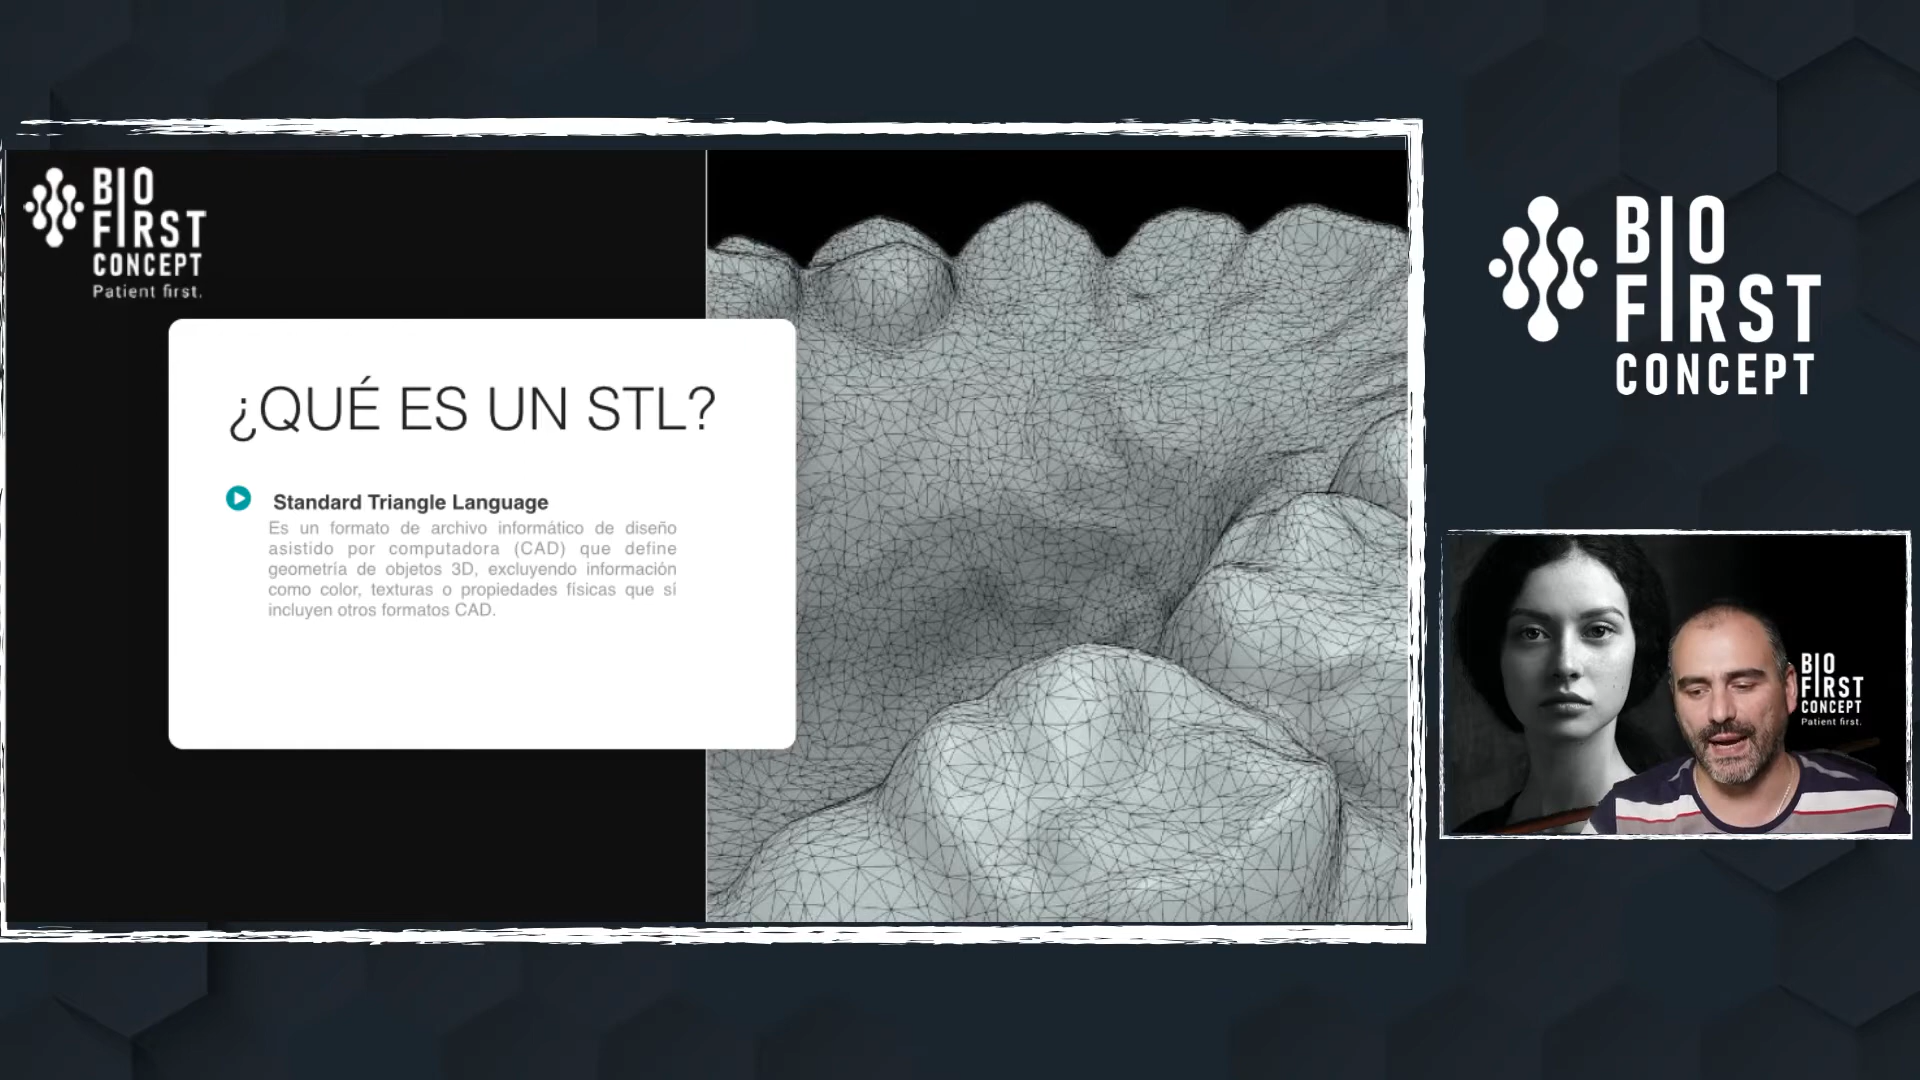 BIO
FIRST
CONCEPT
Patient first.
¿QUÉ ES UN STL?
Standard Triangle Language
Es un formato de archivo informático de diseño
asistido por computadora (CAD) que define
geometría de objetos 3D, excluyendo información
como color, texturas o propiedades físicas que sí
incluyen otros formatos CAD.
BIO
FIRST
CONCEPT
BIO
FIRST
CONCEPT
Patient first.